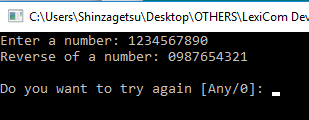 C:\Users\Shinzagetsu\Desktop\OTHERS\LexiCom Dev
Enter a number: 1234567890
Reverse of a number: 0987654321
Do you want to try again [Any/0]: _